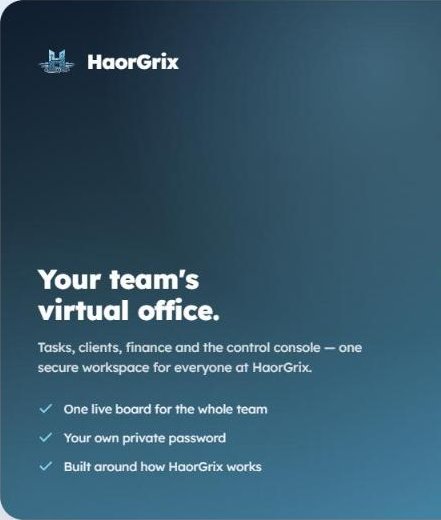 HaorGrix
Your team's
virtual office.
Tasks, clients, finance and the control console — one
secure workspace for everyone at HaorGrix.
One live board for the whole team
Your own private password
Built around how HaorGrix works